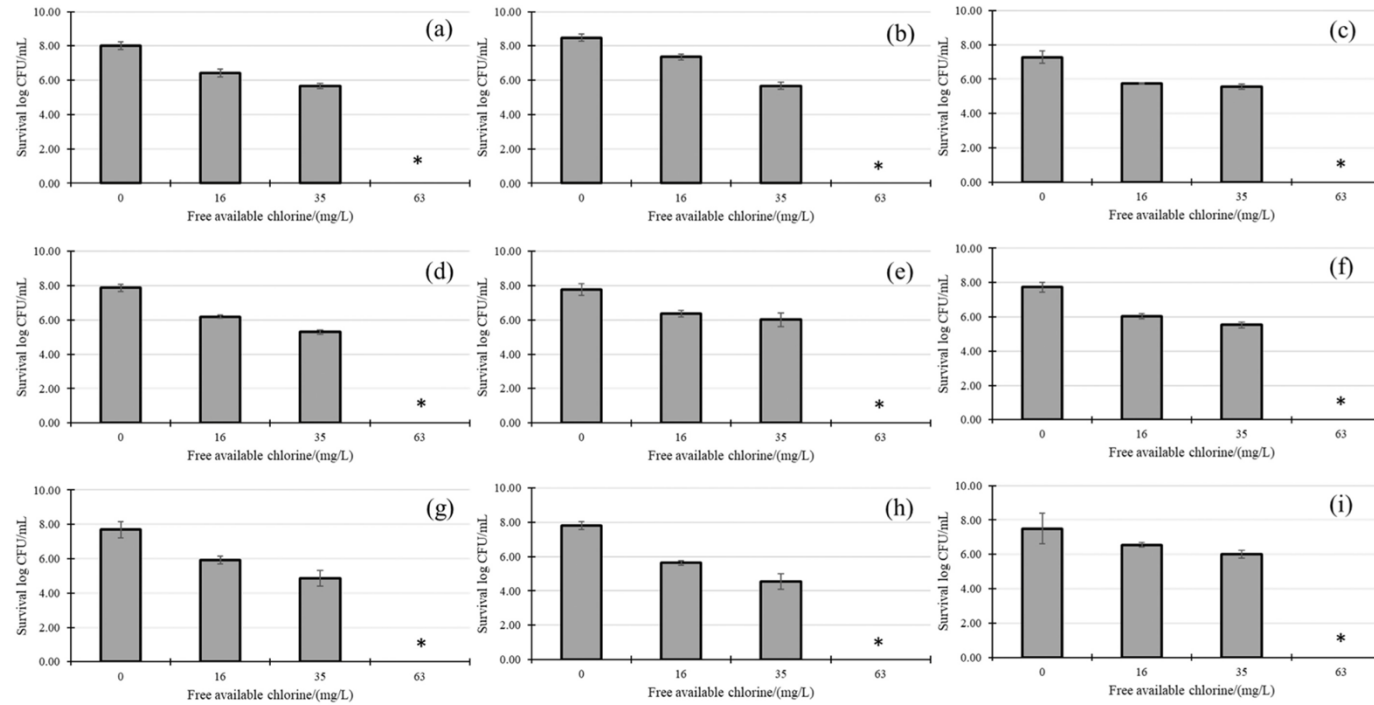 (a)
Survival log CFU/mL
10.00
8.00
6.00
4.00
2.00
0.00
*
0 16 35 63
Free available chlorine/(mg/L)
(b)
Survival log CFU/mL
10.00
8.00
6.00
4.00
2.00
0.00
*
0 16 35 63
Free available chlorine/(mg/L)
(c)
Survival log CFU/mL
10.00
8.00
6.00
4.00
2.00
0.00
*
0 16 35 63
Free available chlorine/(mg/L)
(d)
Survival log CFU/mL
10.00
8.00
6.00
4.00
2.00
0.00
*
0 16 35 63
Free available chlorine/(mg/L)
(e)
Survival log CFU/mL
10.00
8.00
6.00
4.00
2.00
0.00
*
0 16 35 63
Free available chlorine/(mg/L)
(f)
Survival log CFU/mL
10.00
8.00
6.00
4.00
2.00
0.00
*
0 16 35 63
Free available chlorine/(mg/L)
(g)
Survival log CFU/mL
10.00
8.00
6.00
4.00
2.00
0.00
*
0 16 35 63
Free available chlorine/(mg/L)
(h)
Survival log CFU/mL
10.00
8.00
6.00
4.00
2.00
0.00
*
0 16 35 63
Free available chlorine/(mg/L)
(i)
Survival log CFU/mL
10.00
8.00
6.00
4.00
2.00
0.00
*
0 16 35 63
Free available chlorine/(mg/L)